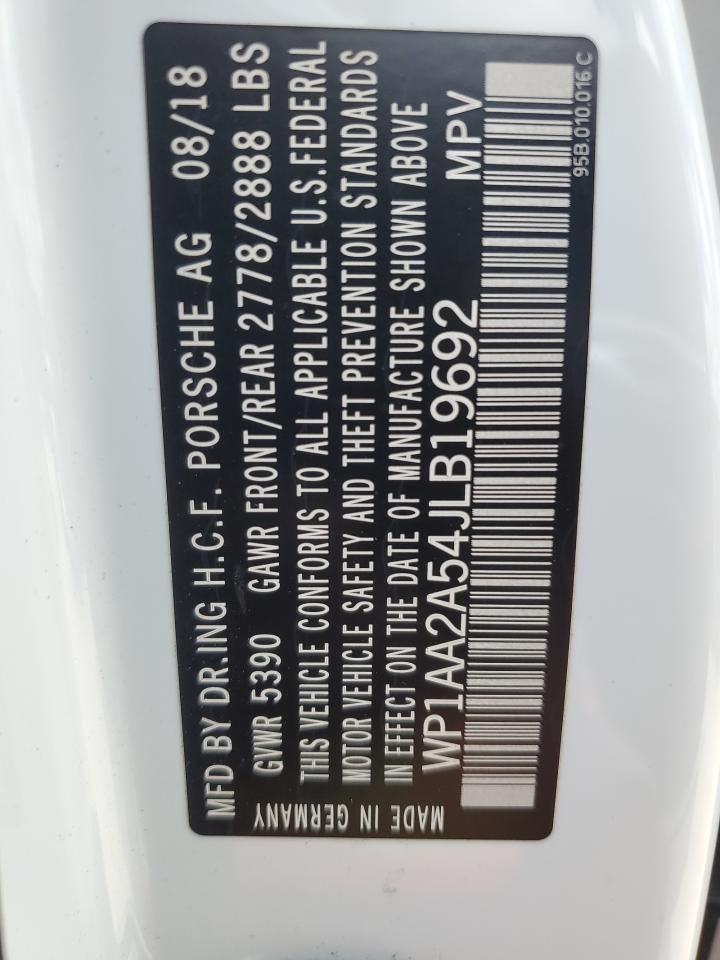 MFD BY DR.ING H.C.F. PORSCHE AG 08/18
GVWR 5390 GAWR FRONT/REAR 2778/2888 LBS
THIS VEHICLE CONFORMS TO ALL APPLICABLE U.S.FEDERAL
MOTOR VEHICLE SAFETY AND THEFT PREVENTION STANDARDS
IN EFFECT ON THE DATE OF MANUFACTURE SHOWN ABOVE
WP1AA2A54JLB19692 MPV
95B.010.016.C
MADE IN GERMANY